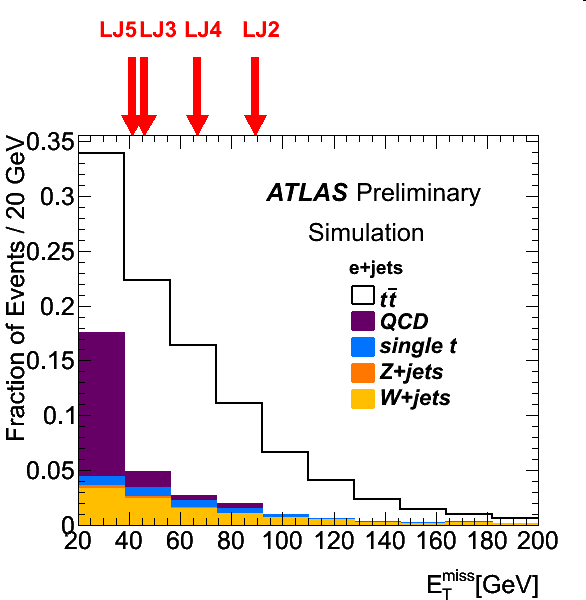 LJ5 LJ3 LJ4 LJ2
Fraction of Events / 20 GeV
0.35
0.3
0.25
0.2
0.15
0.1
0.05
0
ATLAS Preliminary
Simulation
e+jets
tt̄
QCD
single t
Z+jets
W+jets
20 40 60 80 100 120 140 160 180 200
E_T^miss[GeV]